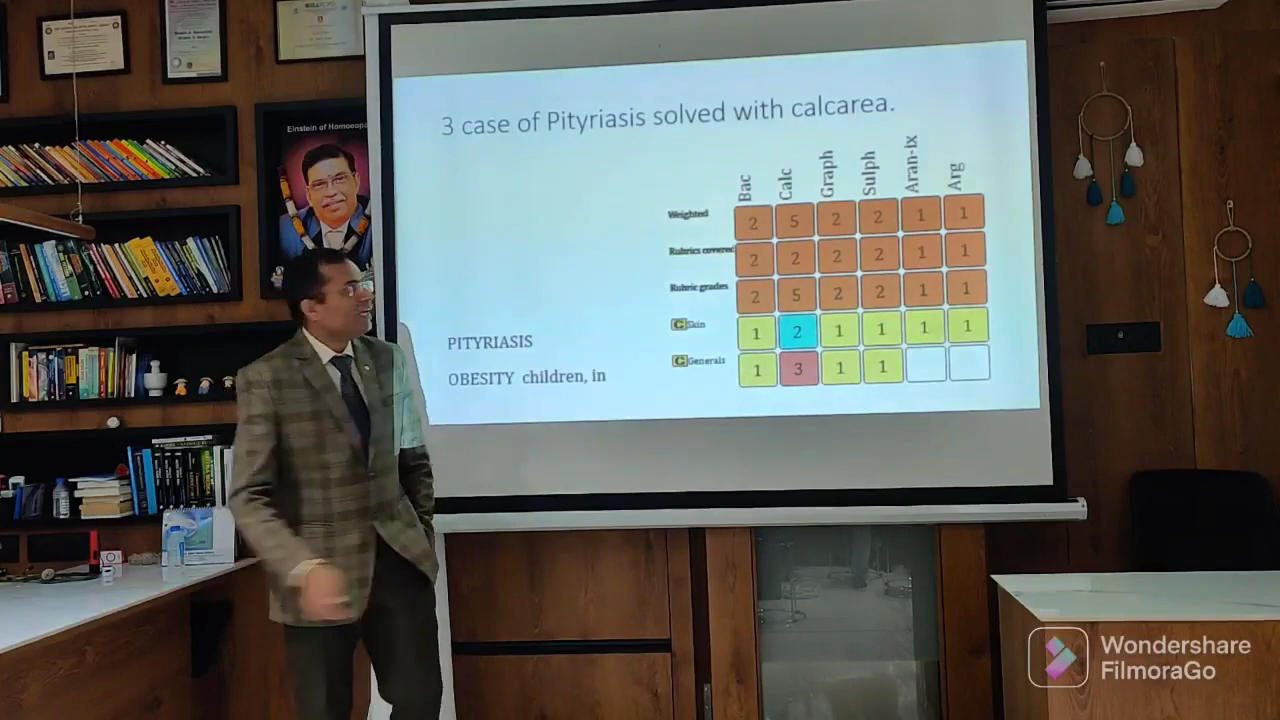 Einstein of Homoeopa
3 case of Pityriasis solved with calcarea.
Bac Calc Graph Sulph Aran-ix Arg
Weighted 2 5 2 2 1 1
Rubrics covered 2 2 2 2 1 1
Rubric grades 2 5 2 2 1 1
C Skin 1 2 1 1 1 1
PITYRIASIS
C Generals 1 3 1 1
OBESITY children, in
Wondershare
FilmoraGo